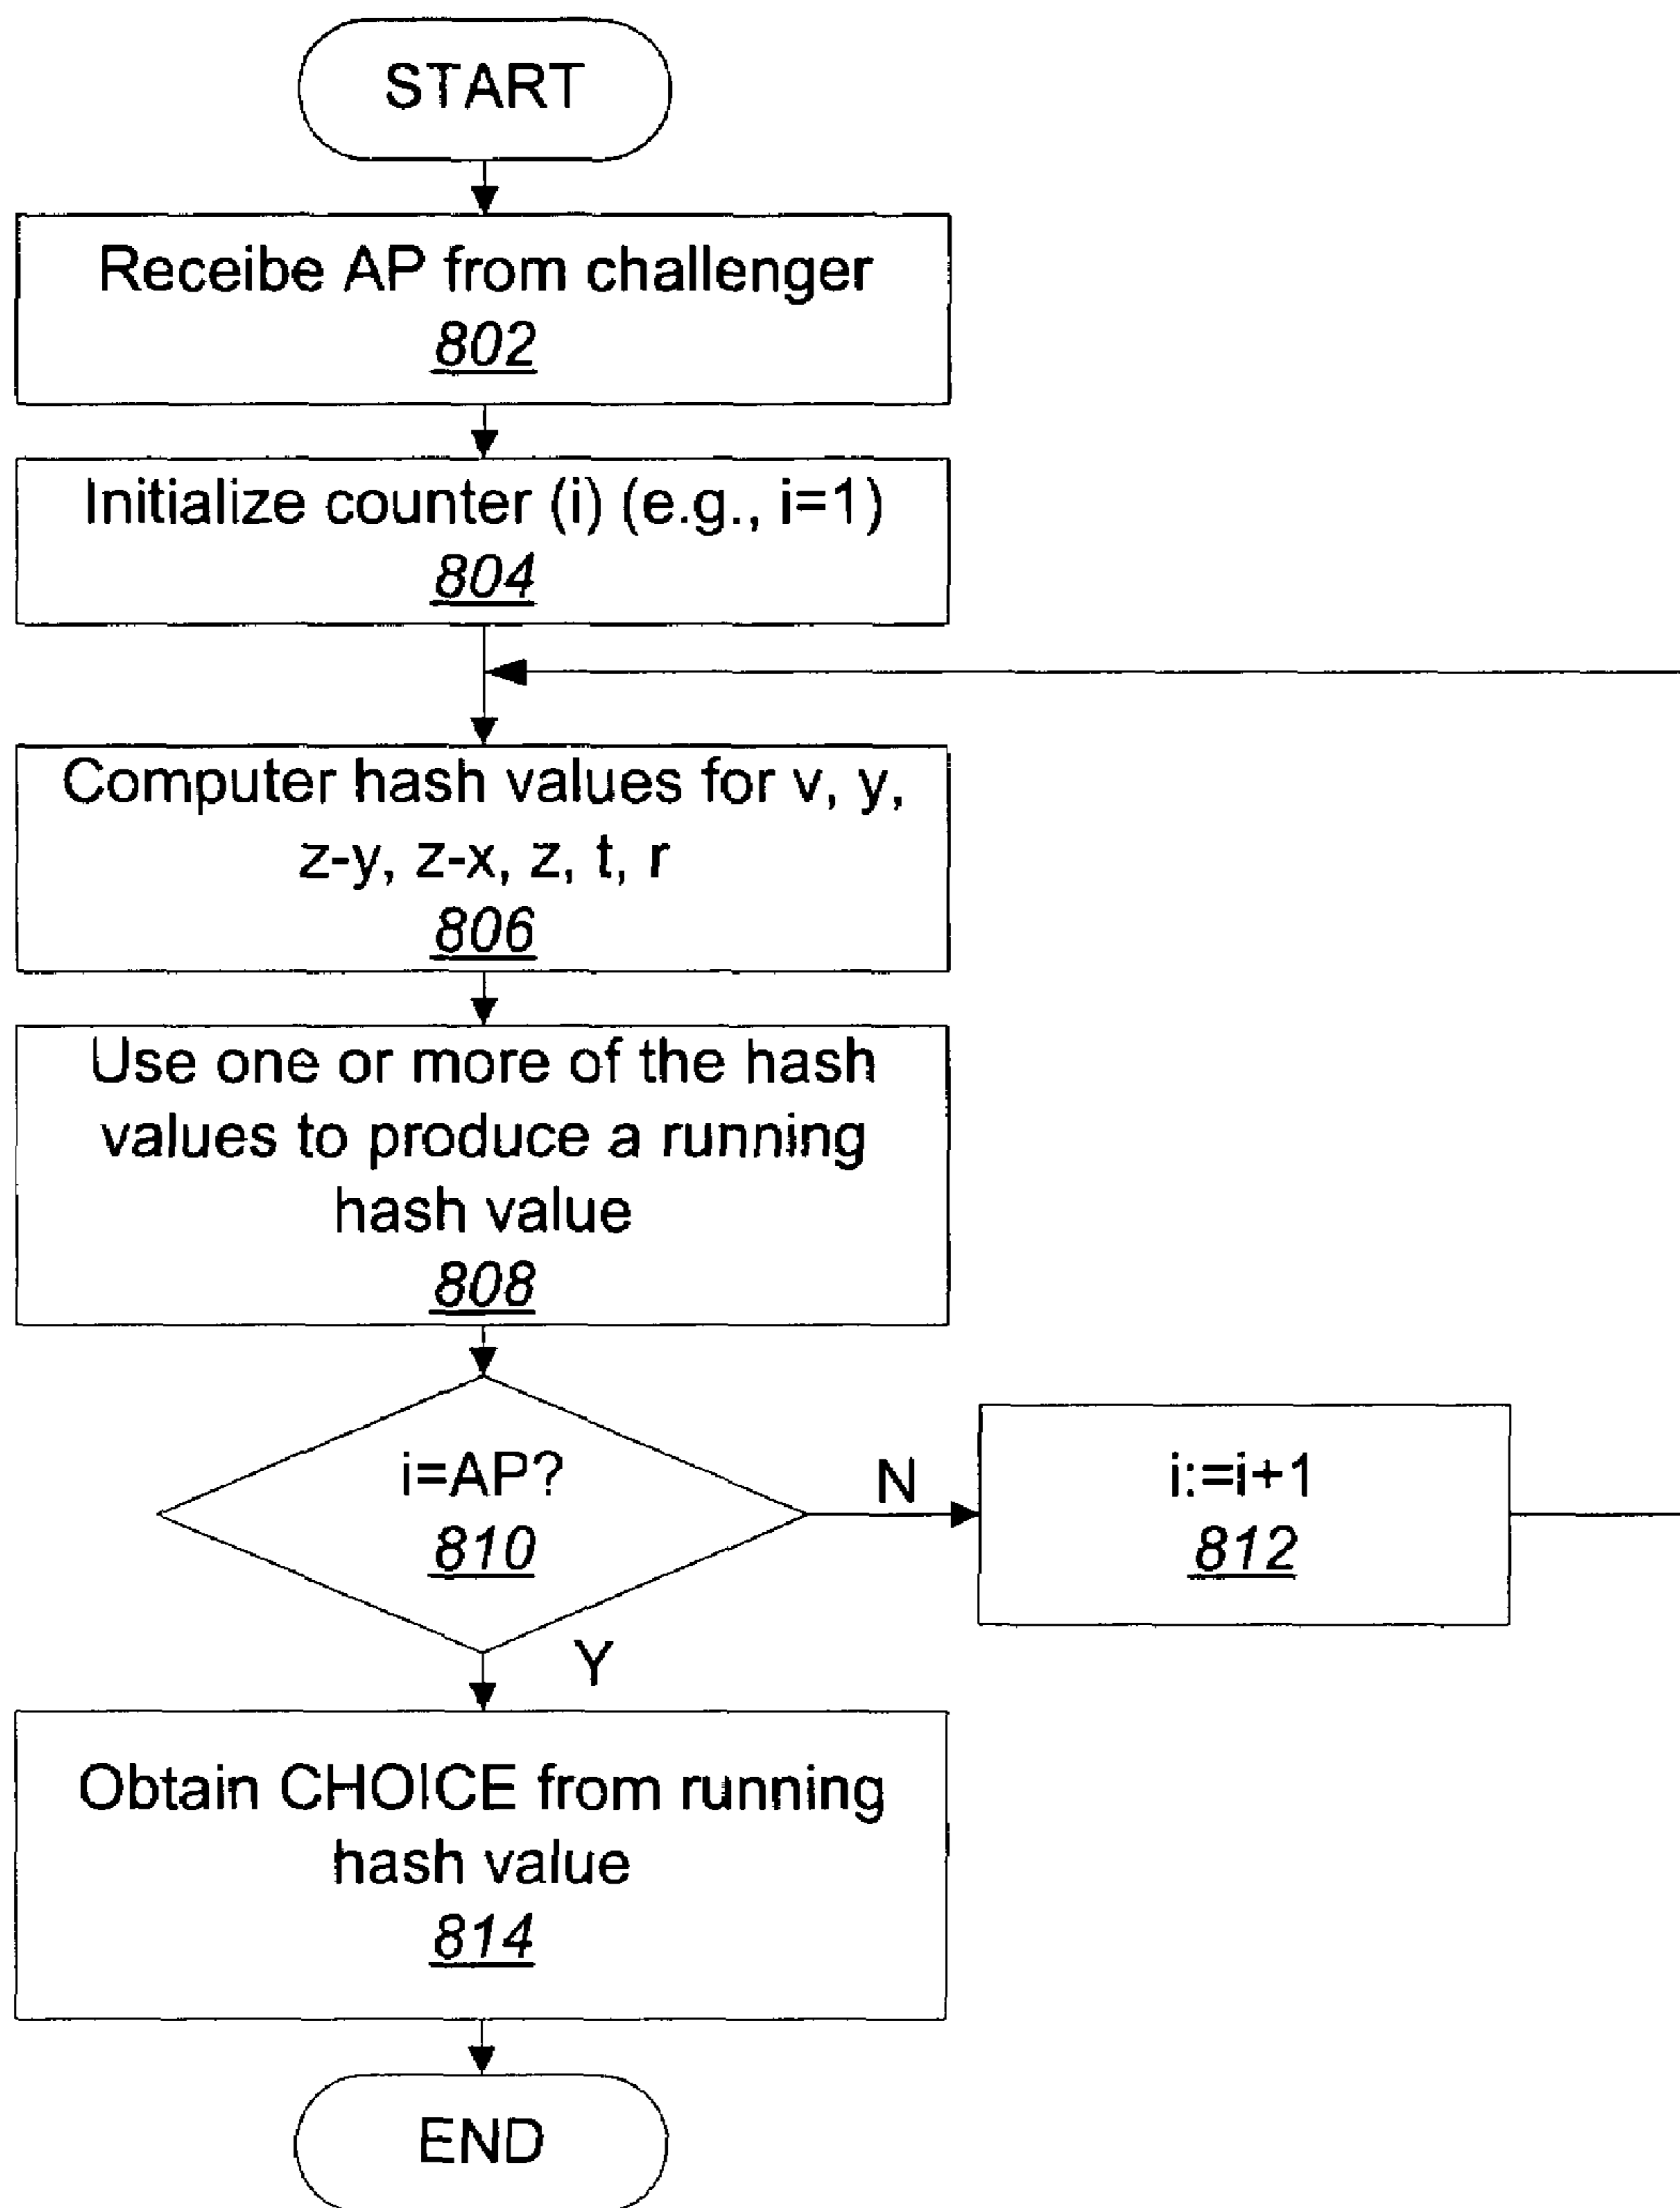 START
Receibe AP from challenger
802
Initialize counter (i) (e.g., i=1)
804
Computer hash values for v, y,
z-y, z-x, z, t, r
806
Use one or more of the hash
values to produce a running
hash value
808
i=AP?
810
N
i:=i+1
812
Y
Obtain CHOICE from running
hash value
814
END